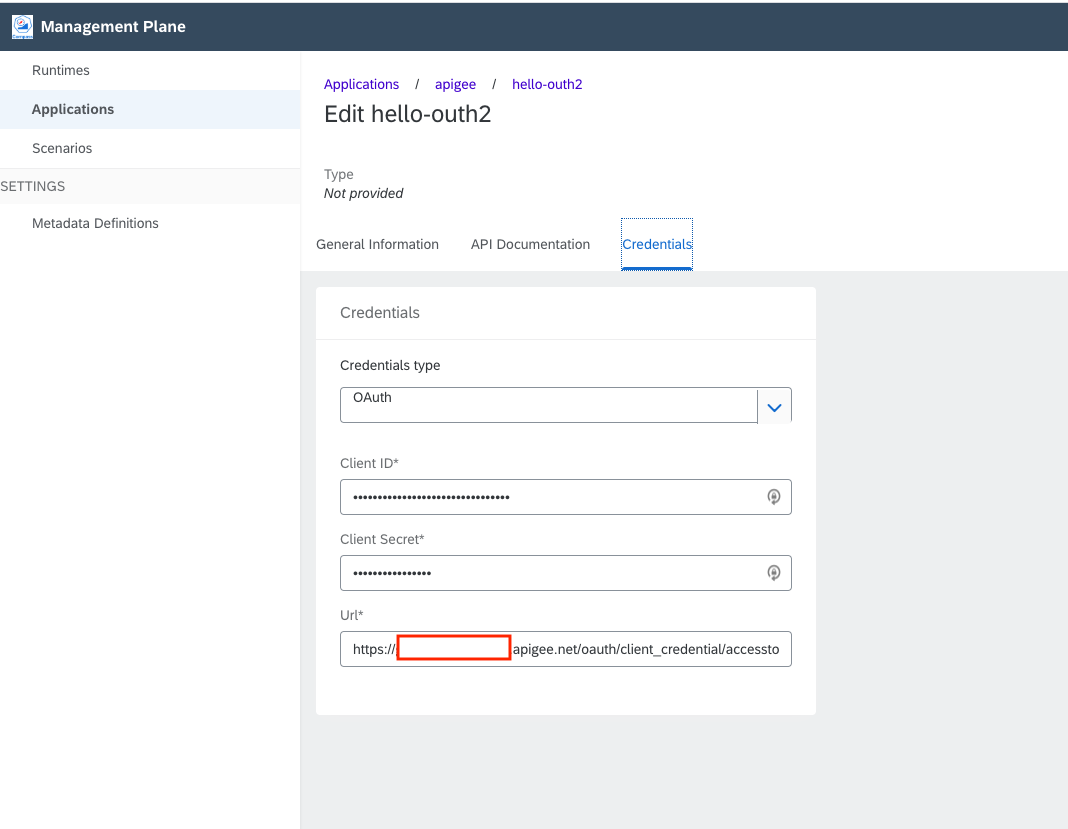 Management Plane
Runtimes
Applications
Scenarios
SETTINGS
Metadata Definitions
Applications / apigee / hello-outh2
Edit hello-outh2
Type
Not provided
General Information API Documentation Credentials
Credentials
Credentials type
OAuth
Client ID*
••••••••••••••••••••••••••••••••
Client Secret*
••••••••••••••••
Url*
https:// apigee.net/oauth/client_credential/accessto